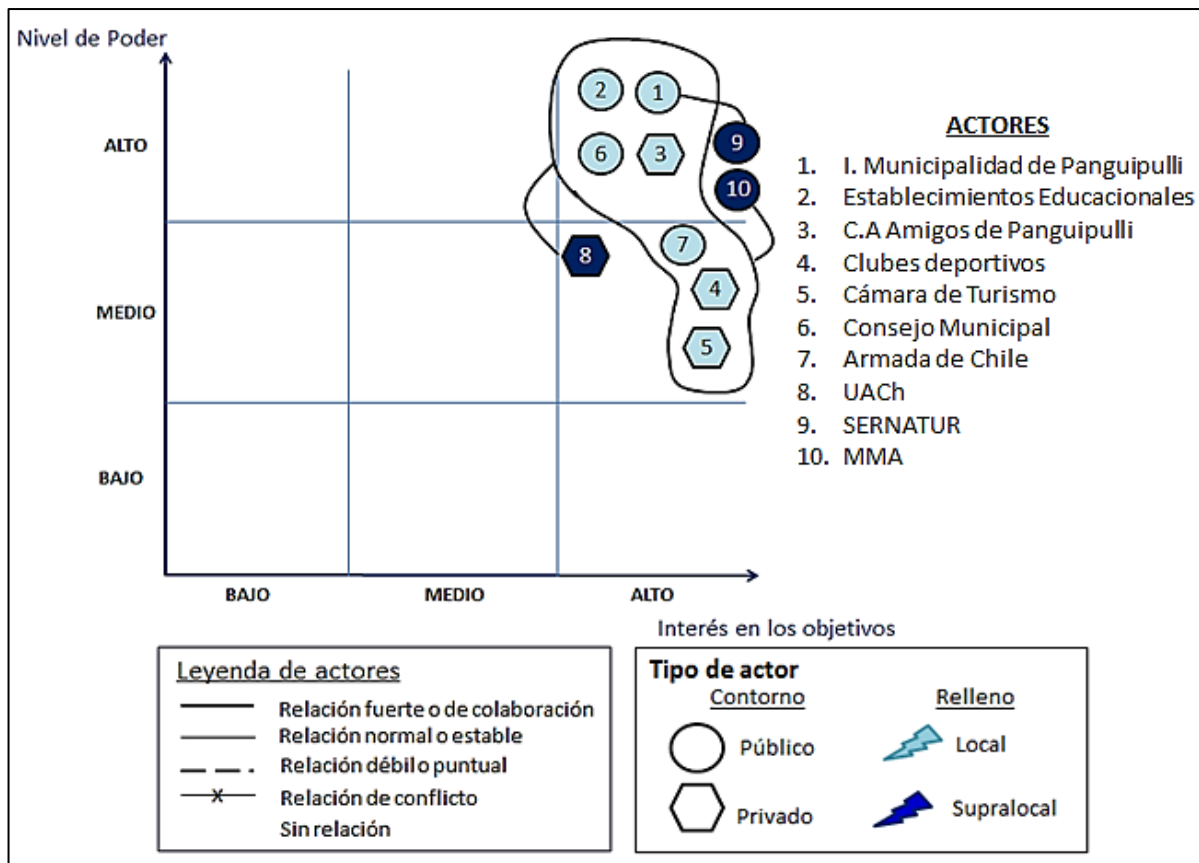 Nivel de Poder
ALTO
MEDIO
BAJO
2
1
6
3
9
10
7
8
4
5
BAJO
MEDIO
ALTO
Interés en los objetivos
ACTORES
1. I. Municipalidad de Panguipulli
2. Establecimientos Educacionales
3. C.A Amigos de Panguipulli
4. Clubes deportivos
5. Cámara de Turismo
6. Consejo Municipal
7. Armada de Chile
8. UACh
9. SERNATUR
10. MMA
Leyenda de actores
Relación fuerte o de colaboración
Relación normal o estable
Relación débil o puntual
x
Relación de conflicto
Sin relación
Tipo de actor
Contorno
Relleno
Público
Local
Privado
Supralocal